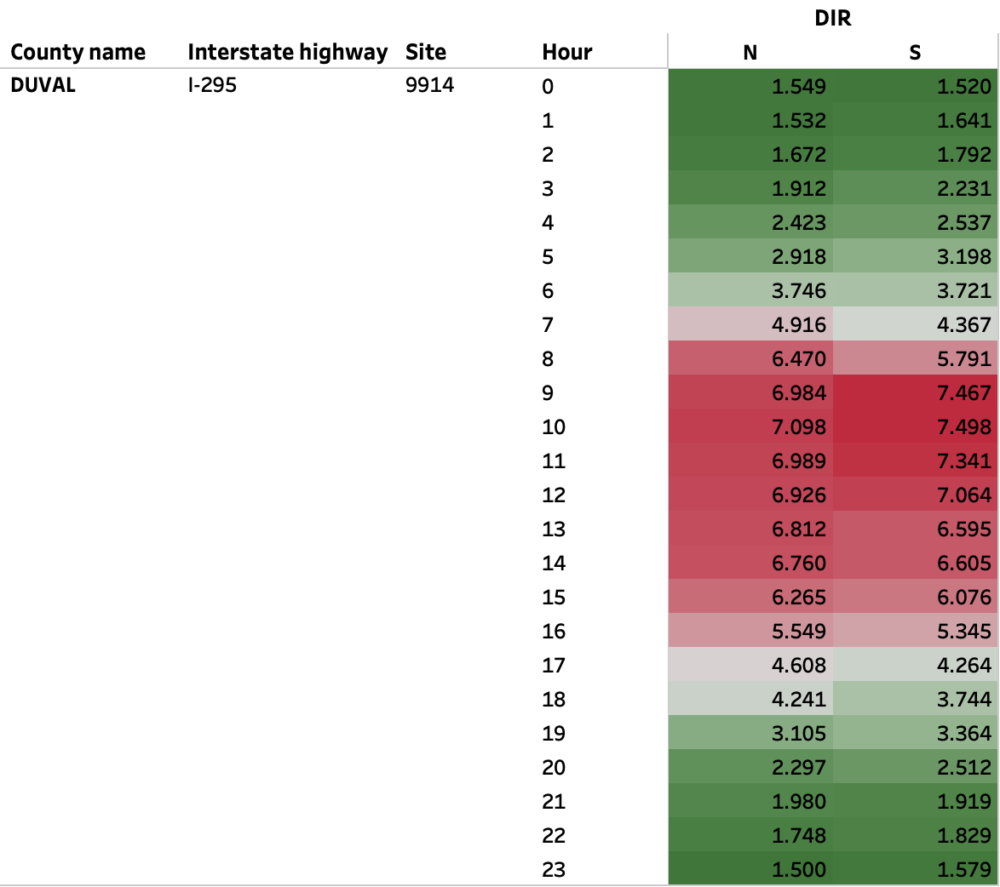 DIR
County name Interstate highway Site Hour N S
DUVAL I-295 9914 0 1.549 1.520
1 1.532 1.641
2 1.672 1.792
3 1.912 2.231
4 2.423 2.537
5 2.918 3.198
6 3.746 3.721
7 4.916 4.367
8 6.470 5.791
9 6.984 7.467
10 7.098 7.498
11 6.989 7.341
12 6.926 7.064
13 6.812 6.595
14 6.760 6.605
15 6.265 6.076
16 5.549 5.345
17 4.608 4.264
18 4.241 3.744
19 3.105 3.364
20 2.297 2.512
21 1.980 1.919
22 1.748 1.829
23 1.500 1.579